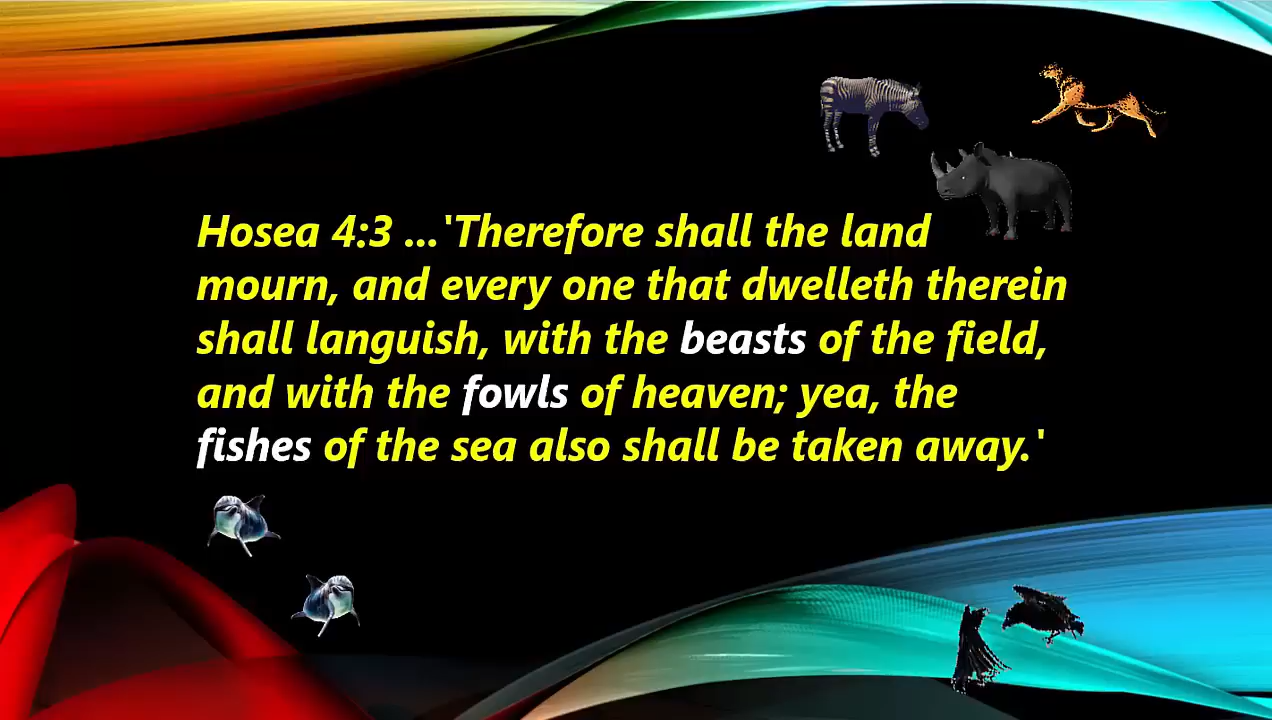 Hosea 4:3 ...'Therefore shall the land
mourn, and every one that dwelleth therein
shall languish, with the beasts of the field,
and with the fowls of heaven; yea, the
fishes of the sea also shall be taken away.'